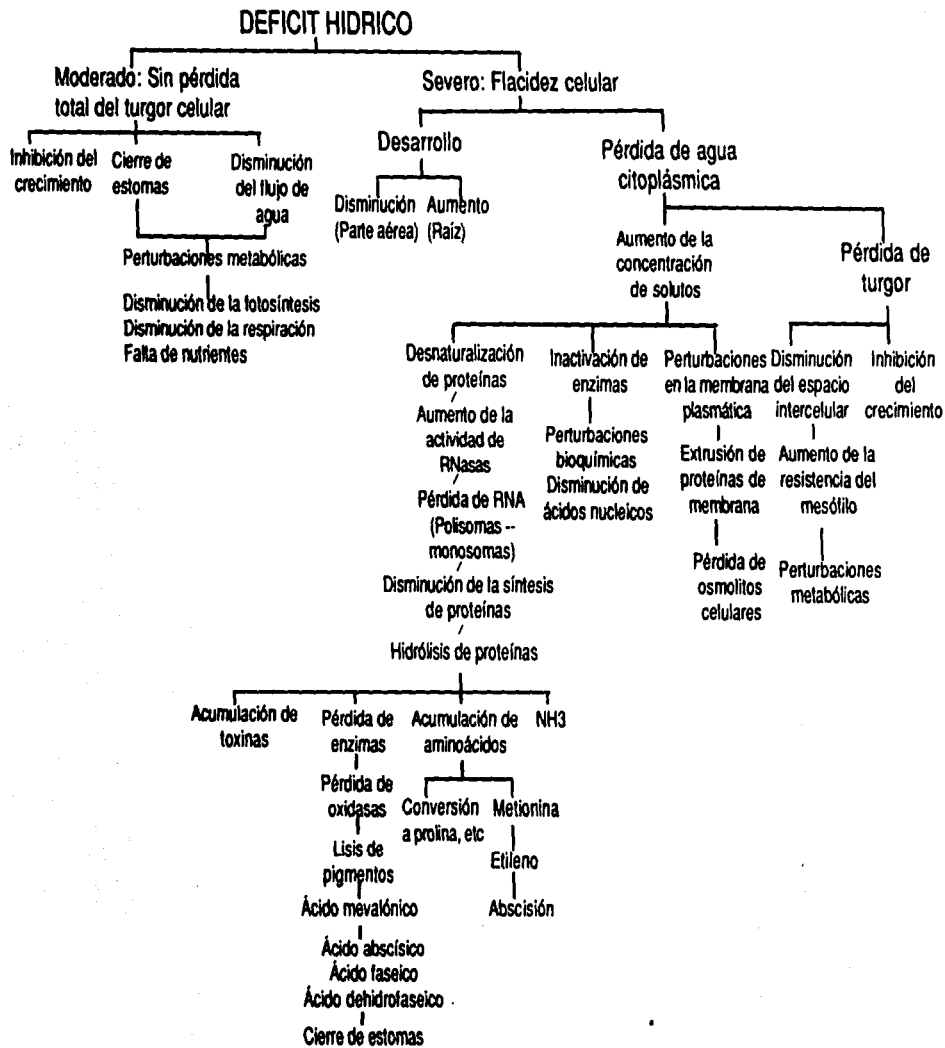 DEFICIT HIDRICO
Moderado: Sin pérdida
total del turgor celular
Severo: Flacidez celular
Inhibición del
crecimiento
Cierre de
estomas
Disminución
del flujo de
agua
Perturbaciones metabólicas
Disminución de la fotosíntesis
Disminución de la respiración
Falta de nutrientes
Desarrollo
Disminución
(Parte aérea)
Aumento
(Raíz)
Pérdida de agua
citoplásmica
Aumento de la
concentración
de solutos
Pérdida de
turgor
Desnaturalización
de proteínas
Aumento de la
actividad de
RNasas
Pérdida de RNA
(Polisomas --
monosomas)
Disminución de la síntesis
de proteínas
Hidrólisis de proteínas
Inactivación de
enzimas
Perturbaciones
bioquímicas
Disminución de
ácidos nucleicos
Perturbaciones
en la membrana
plasmática
Extrusión de
proteínas de
membrana
Pérdida de
osmolitos
celulares
Disminución
del espacio
intercelular
Aumento de la
resistencia del
mesófilo
Perturbaciones
metabólicas
Inhibición
del
crecimiento
Acumulación de
toxinas
Pérdida de
enzimas
Pérdida de
oxidasas
Lisis de
pigmentos
Ácido mevalónico
Ácido abscísico
Ácido faseico
Ácido dehidrofaseico
Cierre de estomas
Acumulación de
aminoácidos
Conversión
a prolina, etc
Metionina
Etileno
Abscisión
NH3